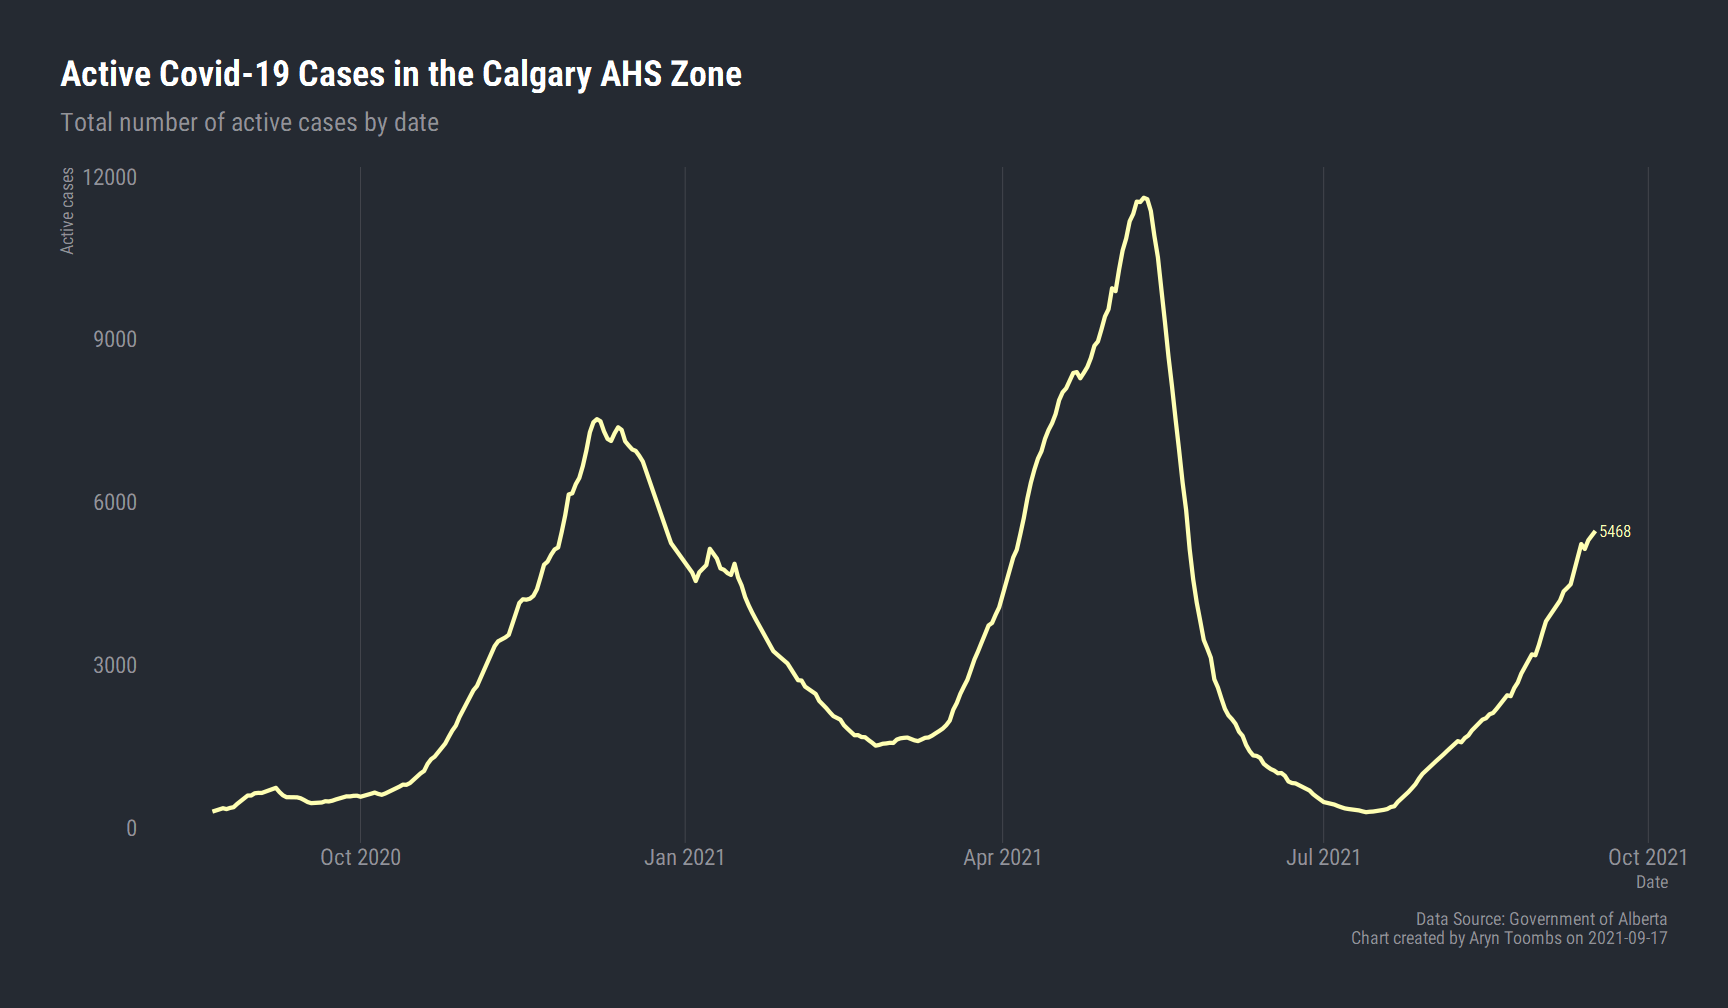 Active Covid-19 Cases in the Calgary AHS Zone
Total number of active cases by date
Active cases
12000
9000
6000
3000
0
5468
Oct 2020
Jan 2021
Apr 2021
Jul 2021
Oct 2021
Date
Data Source: Government of Alberta
Chart created by Aryn Toombs on 2021-09-17